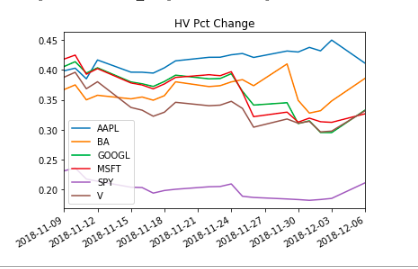 HV Pct Change
0.45
0.40
0.35
0.30
0.25
0.20
AAPL
BA
GOOGL
MSFT
SPY
V
2018-11-09
2018-11-12
2018-11-15
2018-11-18
2018-11-21
2018-11-24
2018-11-27
2018-11-30
2018-12-03
2018-12-06